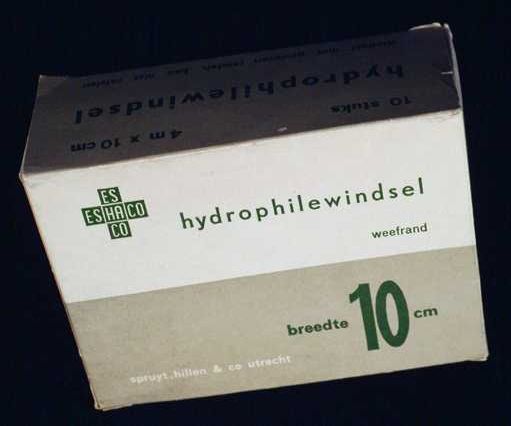 hydrophilewindsel
10 stuks
4 m x 10 cm
ES
ESHACO
CO
hydrophilewindsel
weefrand
breedte 10 cm
spruyt, hillen & co utrecht